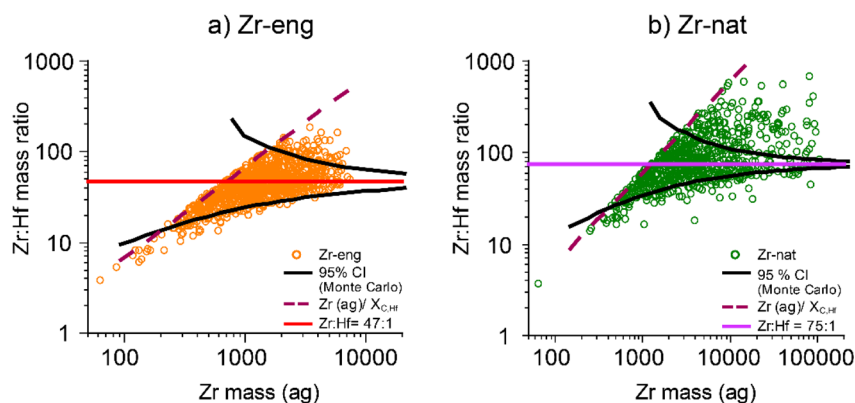 a) Zr-eng
Zr:Hf mass ratio
1000
100
10
1
100
1000
10000
Zr mass (ag)
Zr-eng
95% CI
(Monte Carlo)
Zr (ag)/ XC,Hf
Zr:Hf= 47:1
b) Zr-nat
Zr:Hf mass ratio
1000
100
10
1
100
1000
10000
100000
Zr mass (ag)
Zr-nat
95 % CI
(Monte Carlo)
Zr (ag)/ XC,Hf
Zr:Hf = 75:1